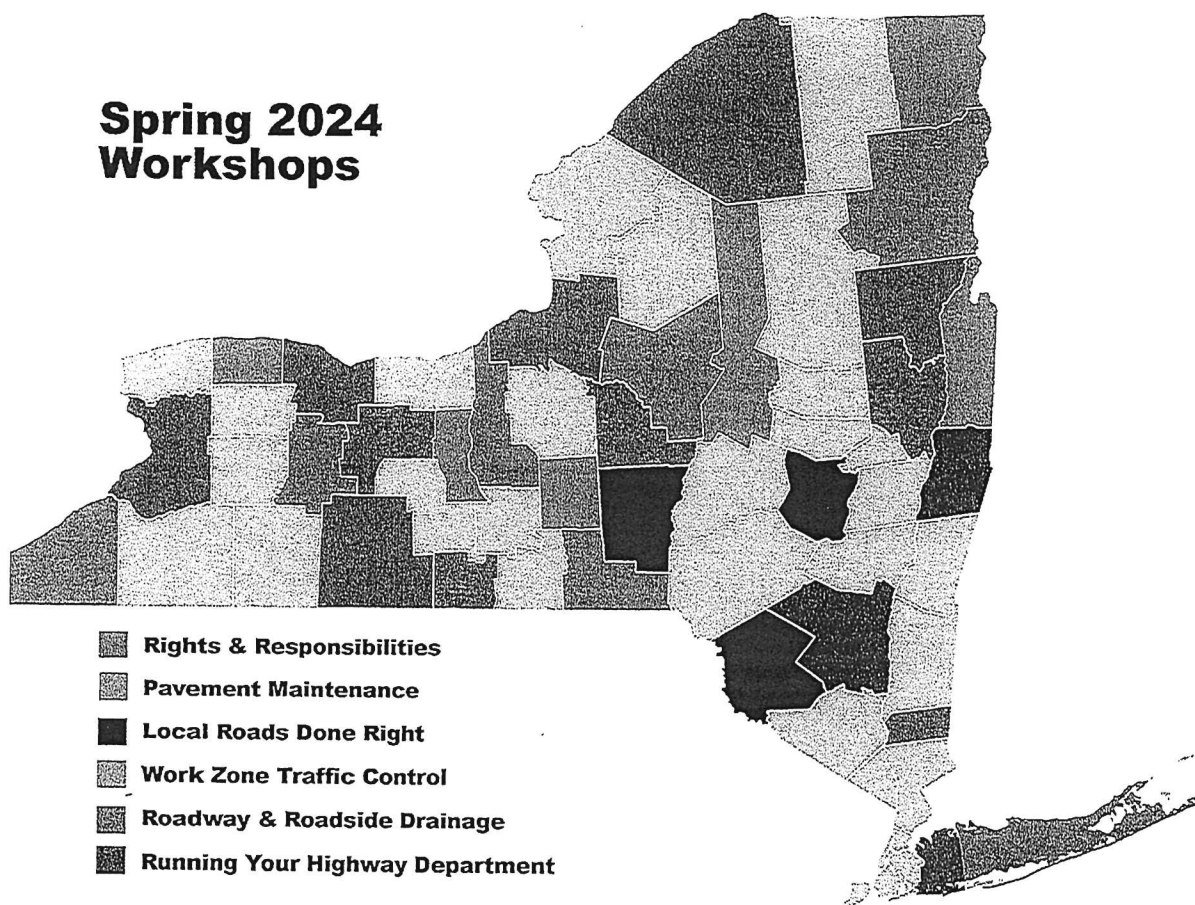 Spring 2024
Workshops
Rights & Responsibilities
Pavement Maintenance
Local Roads Done Right
Work Zone Traffic Control
Roadway & Roadside Drainage
Running Your Highway Department